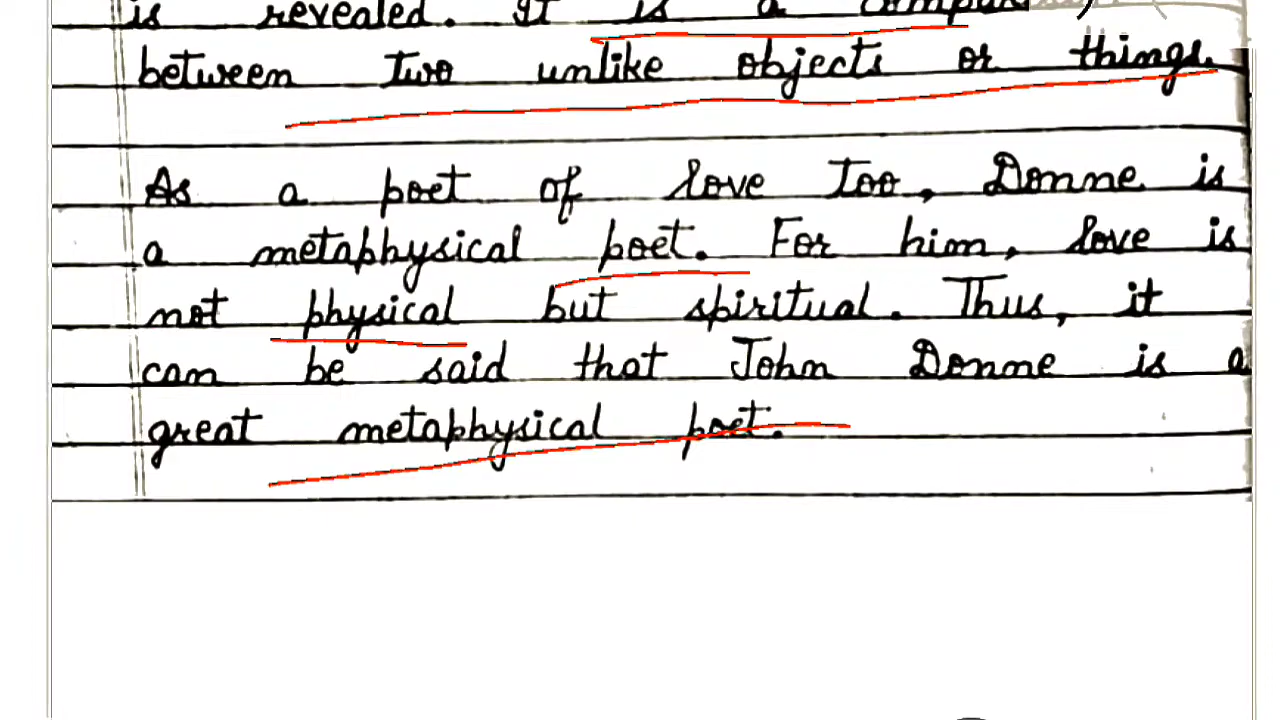 is revealed. It is a
between two unlike objects or things.
As a poet of love too, Donne is
a metaphysical poet. For him, love is
not physical but spiritual. Thus, it
can be said that John Donne is a
great metaphysical poet.